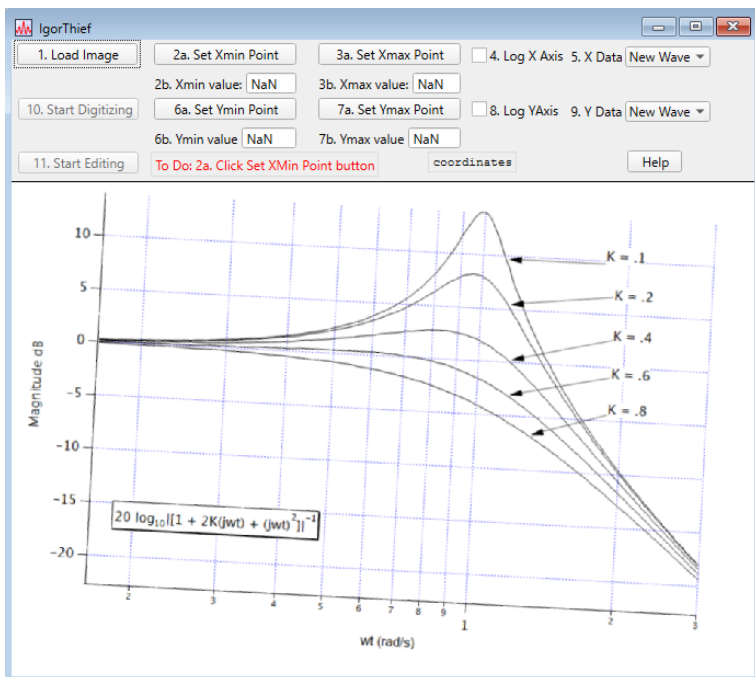 IgorThief
1. Load Image 2a. Set Xmin Point 3a. Set Xmax Point 4. Log X Axis 5. X Data New Wave
2b. Xmin value: NaN 3b. Xmax value: NaN
10. Start Digitizing 6a. Set Ymin Point 7a. Set Ymax Point 8. Log YAxis 9. Y Data New Wave
6b. Ymin value NaN 7b. Ymax value NaN
11. Start Editing To Do: 2a. Click Set XMin Point button coordinates Help
10
5
0
-5
-10
-15
-20
Magnitude dB
K = .1
K = .2
K = .4
K = .6
K = .8
20 log₁₀|[1 + 2K(jwt) + (jwt)²]|⁻¹
2 3 4 5 6 7 8 9 1 2 3
wt (rad/s)